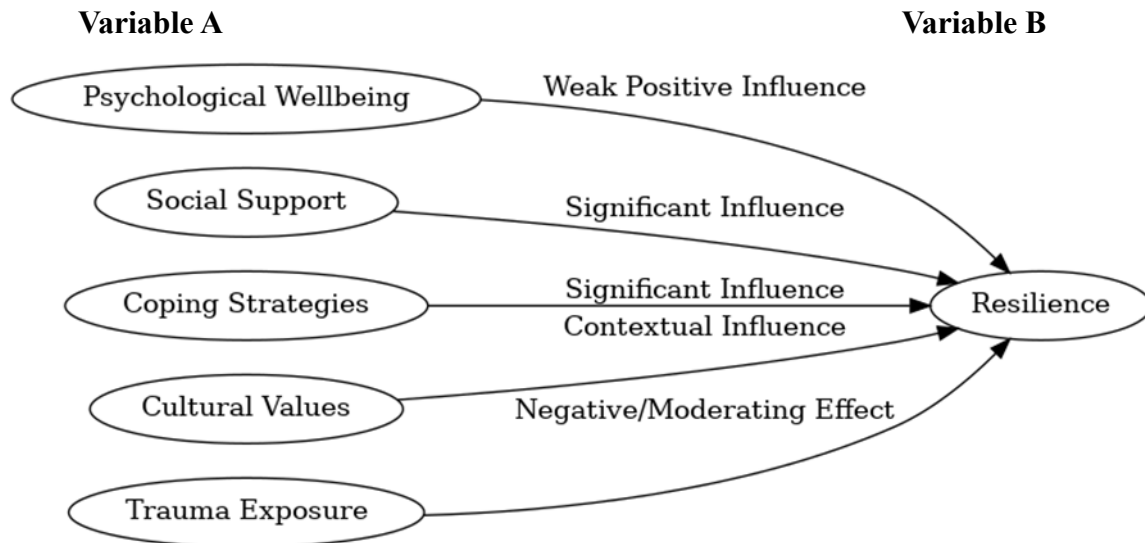 Variable A
Variable B
Psychological Wellbeing
Weak Positive Influence
Social Support
Significant Influence
Coping Strategies
Significant Influence
Resilience
Contextual Influence
Cultural Values
Negative/Moderating Effect
Trauma Exposure